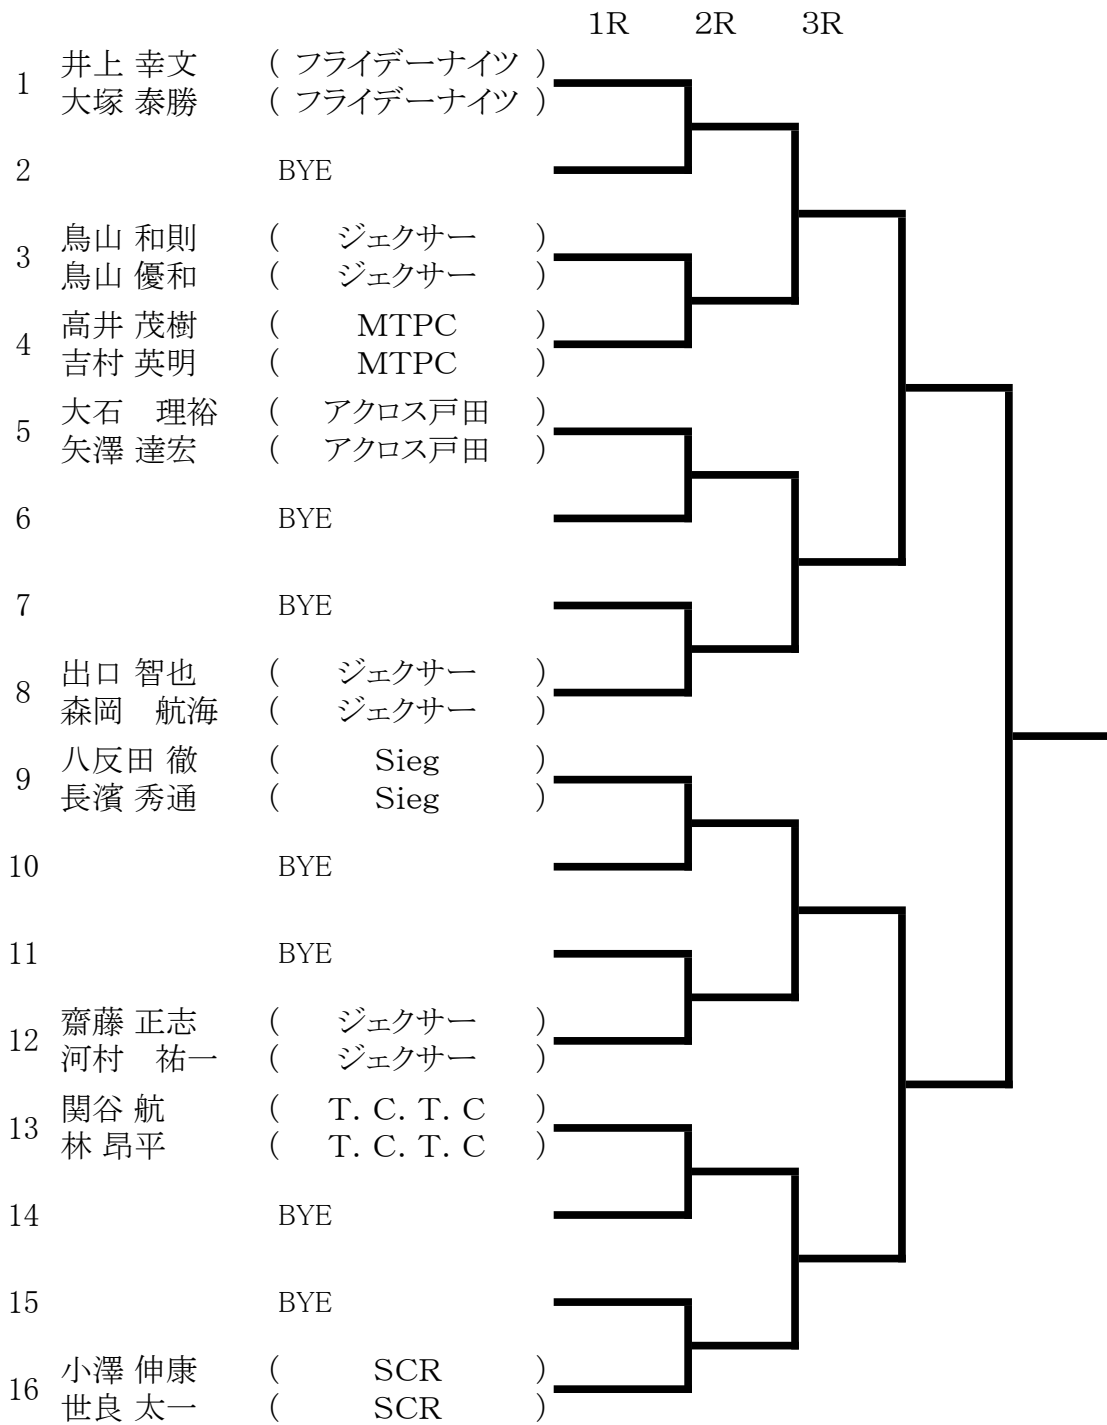 1R 2R 3R
井上 幸文 ( フライデーナイツ )
1
大塚 泰勝 ( フライデーナイツ )
2 BYE
鳥山 和則 ( ジェクサー )
3
鳥山 優和 ( ジェクサー )
高井 茂樹 ( MTPC )
4
吉村 英明 ( MTPC )
大石　理裕 ( アクロス戸田 )
5
矢澤 達宏 ( アクロス戸田 )
6 BYE
7 BYE
出口 智也 ( ジェクサー )
8
森岡　航海 ( ジェクサー )
八反田 徹 ( Sieg )
9
長濱 秀通 ( Sieg )
10 BYE
11 BYE
齋藤 正志 ( ジェクサー )
12
河村　祐一 ( ジェクサー )
関谷 航 ( T. C. T. C )
13
林 昂平 ( T. C. T. C )
14 BYE
15 BYE
小澤 伸康 ( SCR )
16
世良 太一 ( SCR )